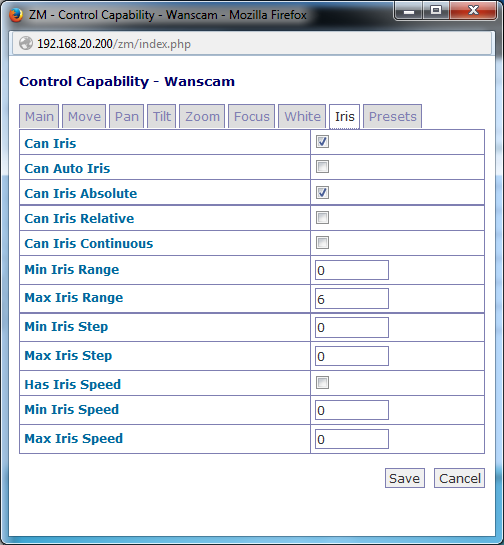 ZM - Control Capability - Wanscam - Mozilla Firefox
192.168.20.200/zm/index.php
Control Capability - Wanscam
Main Move Pan Tilt Zoom Focus White Iris Presets
Can Iris
Can Auto Iris
Can Iris Absolute
Can Iris Relative
Can Iris Continuous
Min Iris Range 0
Max Iris Range 6
Min Iris Step 0
Max Iris Step 0
Has Iris Speed
Min Iris Speed 0
Max Iris Speed 0
Save Cancel